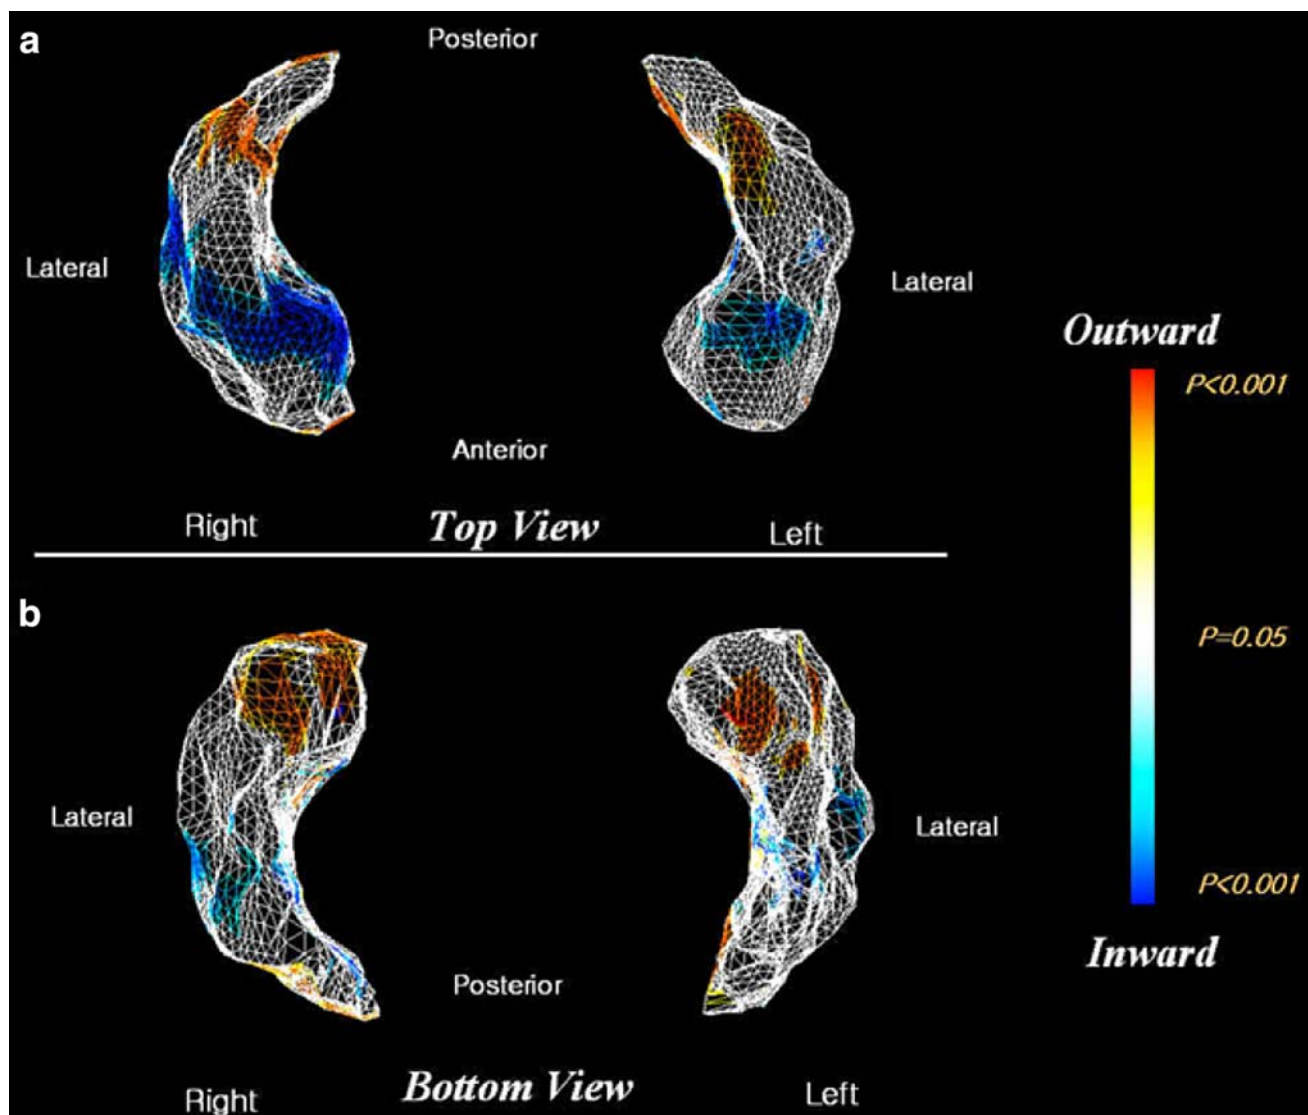 a
Posterior
Lateral
Lateral
Anterior
Right
Top View
Left
Outward
P<0.001
P=0.05
P<0.001
Inward
b
Lateral
Lateral
Posterior
Right
Bottom View
Left